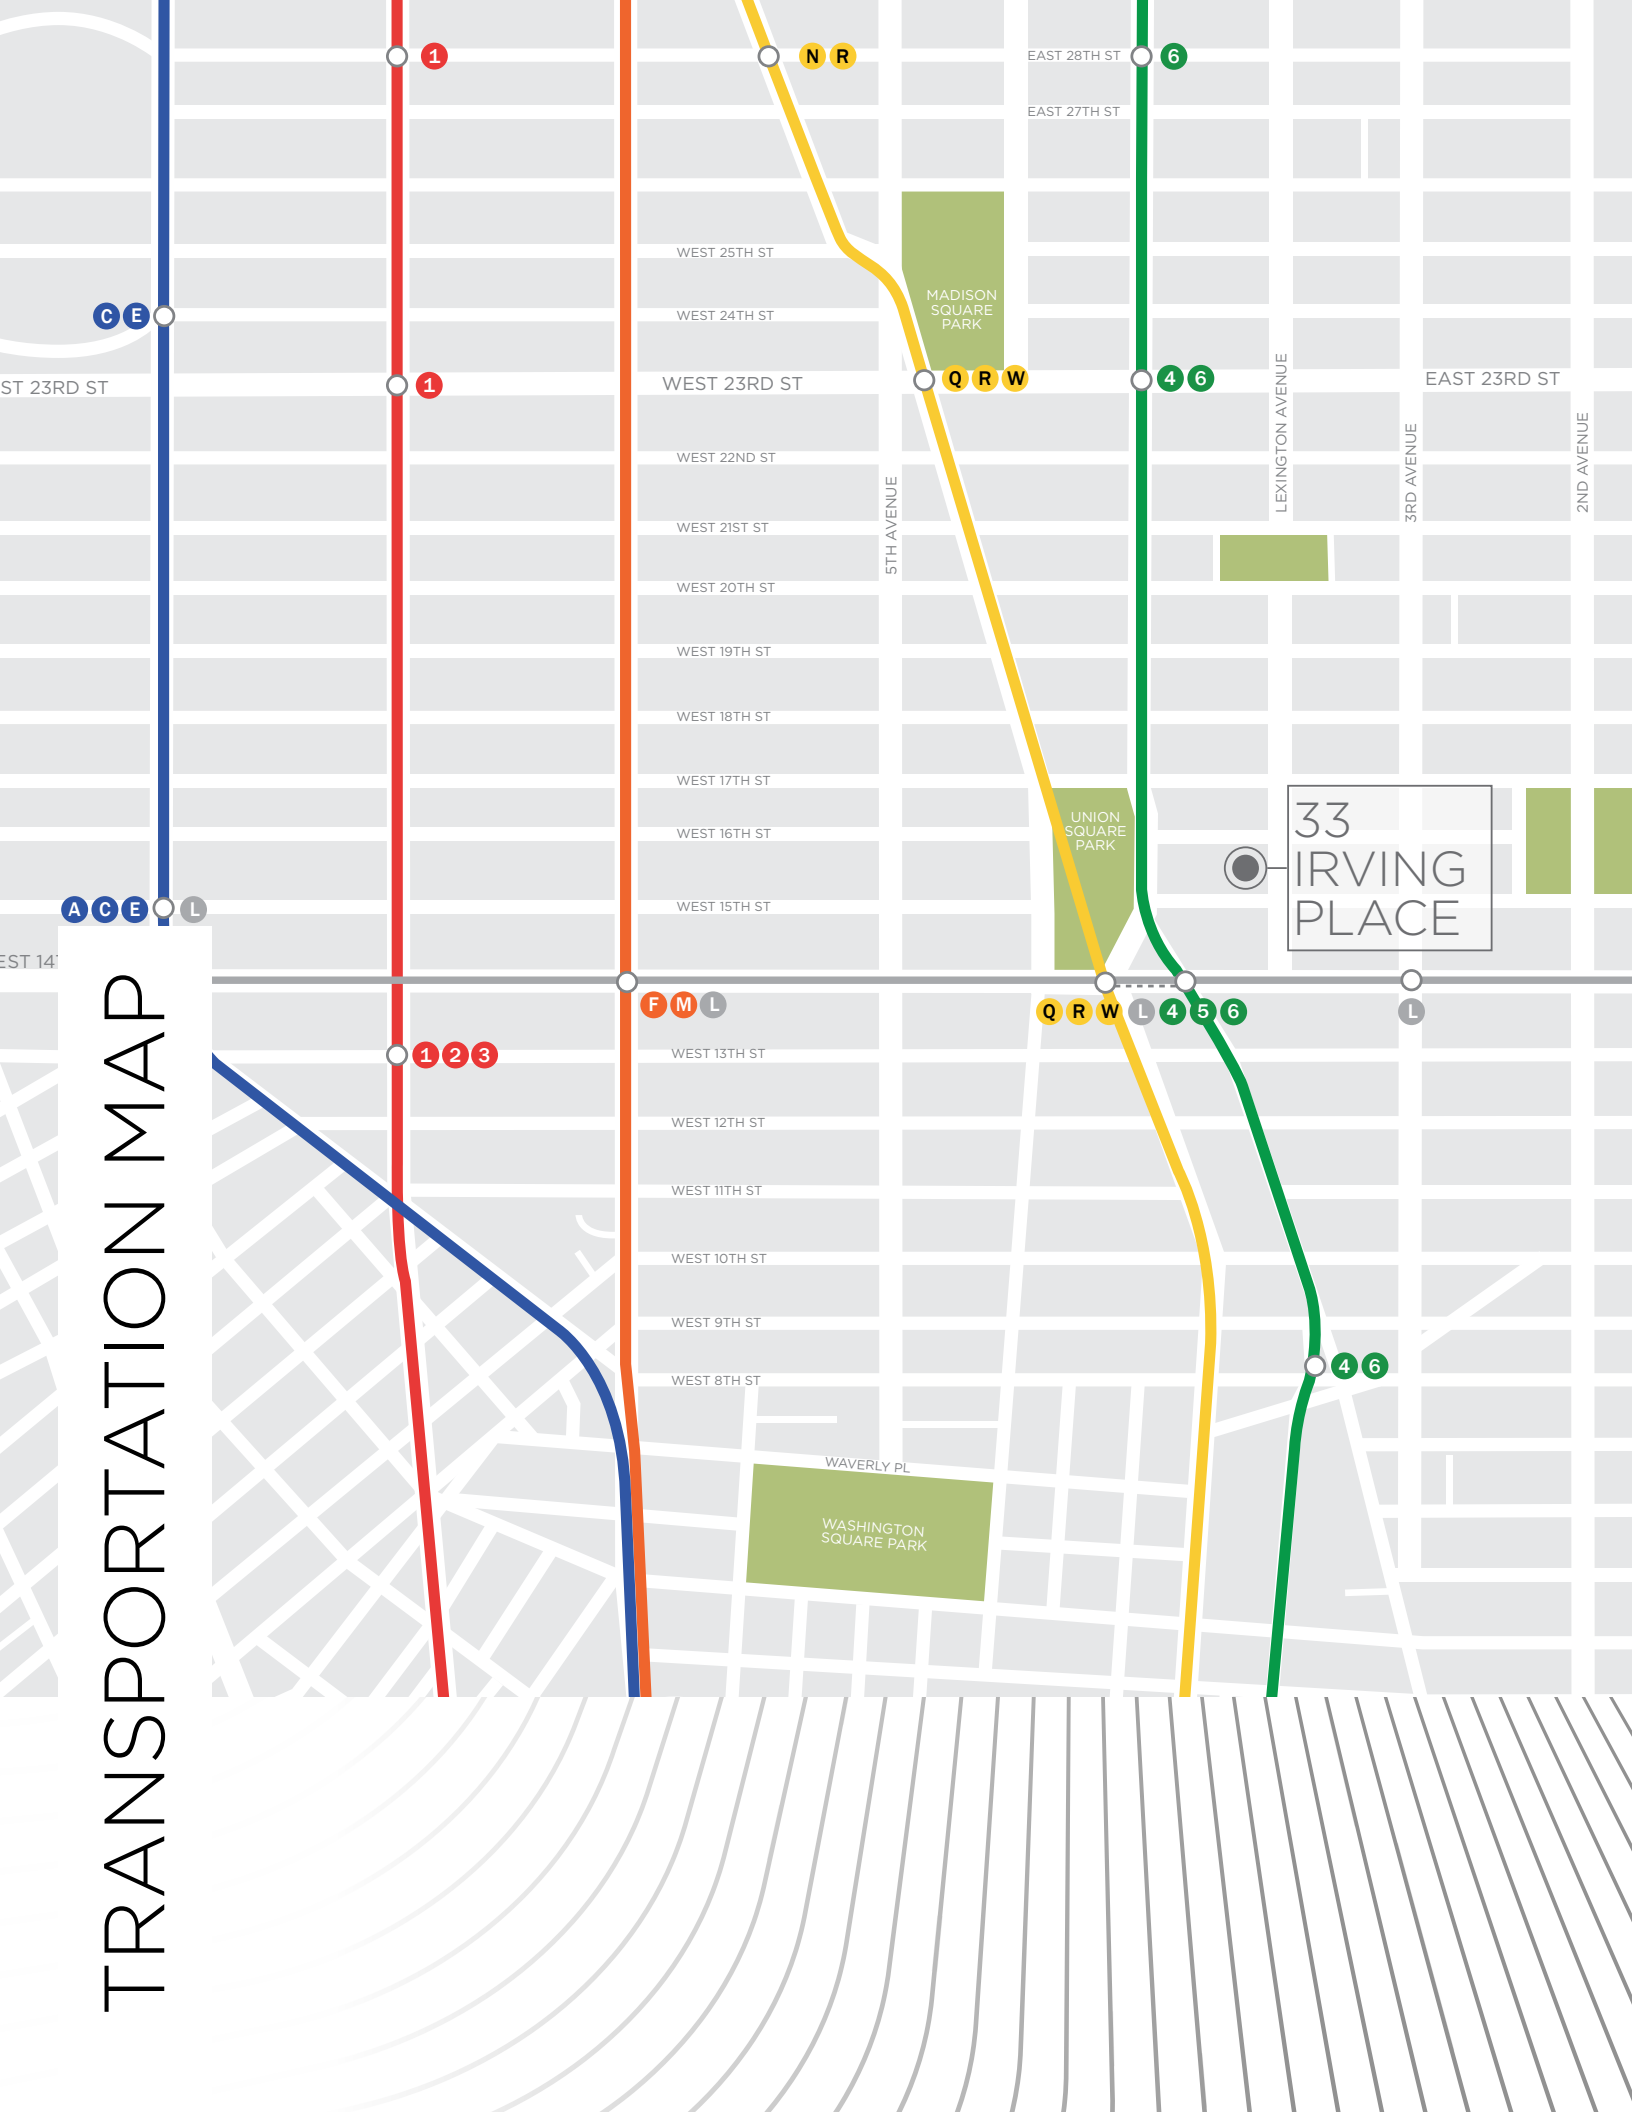 1
N R
EAST 28TH ST
6
EAST 27TH ST
WEST 25TH ST
MADISON
SQUARE
PARK
C E
WEST 24TH ST
ST 23RD ST
1
WEST 23RD ST
Q R W
4 6
EAST 23RD ST
LEXINGTON AVENUE
3RD AVENUE
2ND AVENUE
WEST 22ND ST
5TH AVENUE
WEST 21ST ST
WEST 20TH ST
WEST 19TH ST
WEST 18TH ST
WEST 17TH ST
UNION
SQUARE
PARK
WEST 16TH ST
33
IRVING
PLACE
A C E L
WEST 15TH ST
EST 14T
F M L
Q R W L 4 5 6
L
1 2 3
WEST 13TH ST
WEST 12TH ST
WEST 11TH ST
WEST 10TH ST
WEST 9TH ST
4 6
WEST 8TH ST
WAVERLY PL
WASHINGTON
SQUARE PARK
TRANSPORTATION MAP